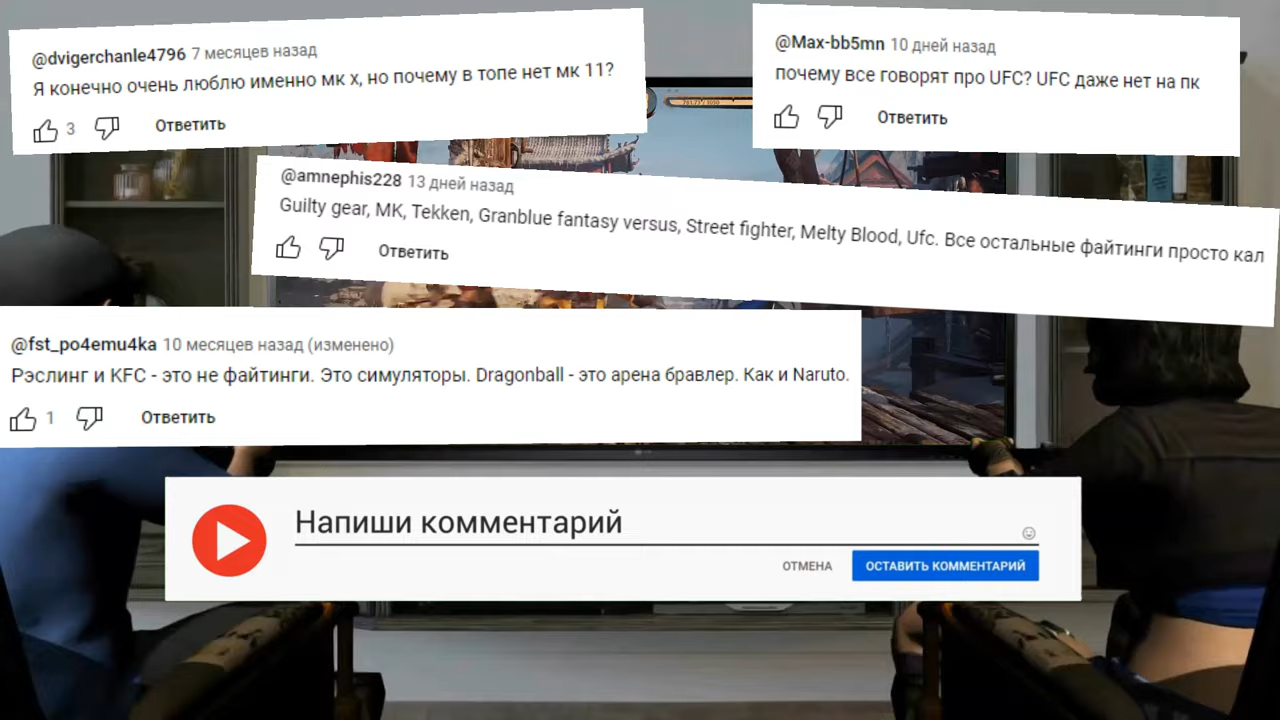 @dvigerchanle4796 7 месяцев назад
Я конечно очень люблю именно мк х, но почему в топе нет мк 11?
3 Ответить
@Max-bb5mn 10 дней назад
почему все говорят про UFC? UFC даже нет на пк
Ответить
@amnephis228 13 дней назад
Guilty gear, MK, Tekken, Granblue fantasy versus, Street fighter, Melty Blood, Ufc. Все остальные файтинги просто кал
Ответить
@fst_po4emu4ka 10 месяцев назад (изменено)
Рэслинг и KFC - это не файтинги. Это симуляторы. Dragonball - это арена бравлер. Как и Naruto.
1 Ответить
Напиши комментарий
ОТМЕНА ОСТАВИТЬ КОММЕНТАРИЙ